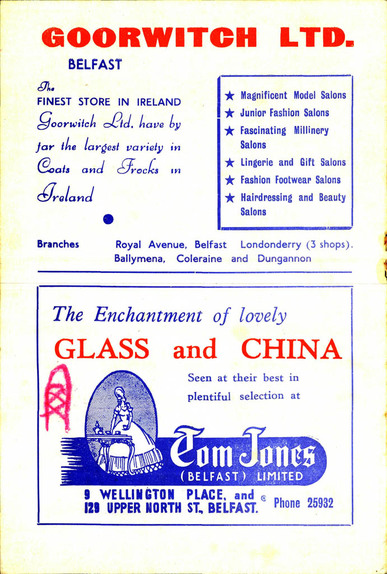 GOORWITCH LTD.
BELFAST
The
FINEST STORE IN IRELAND
Goorwitch Ltd. have by
far the largest variety in
Coats and Frocks in
Ireland
★ Magnificent Model Salons
★ Junior Fashion Salons
★ Fascinating Millinery
Salons
★ Lingerie and Gift Salons
★ Fashion Footwear Salons
★ Hairdressing and Beauty
Salons
Branches Royal Avenue, Belfast Londonderry (3 shops).
Ballymena, Coleraine and Dungannon
The Enchantment of lovely
GLASS and CHINA
Seen at their best in
plentiful selection at
Tom Jones
(BELFAST) LIMITED
9 WELLINGTON PLACE, and
129 UPPER NORTH ST., BELFAST.
Phone 25932